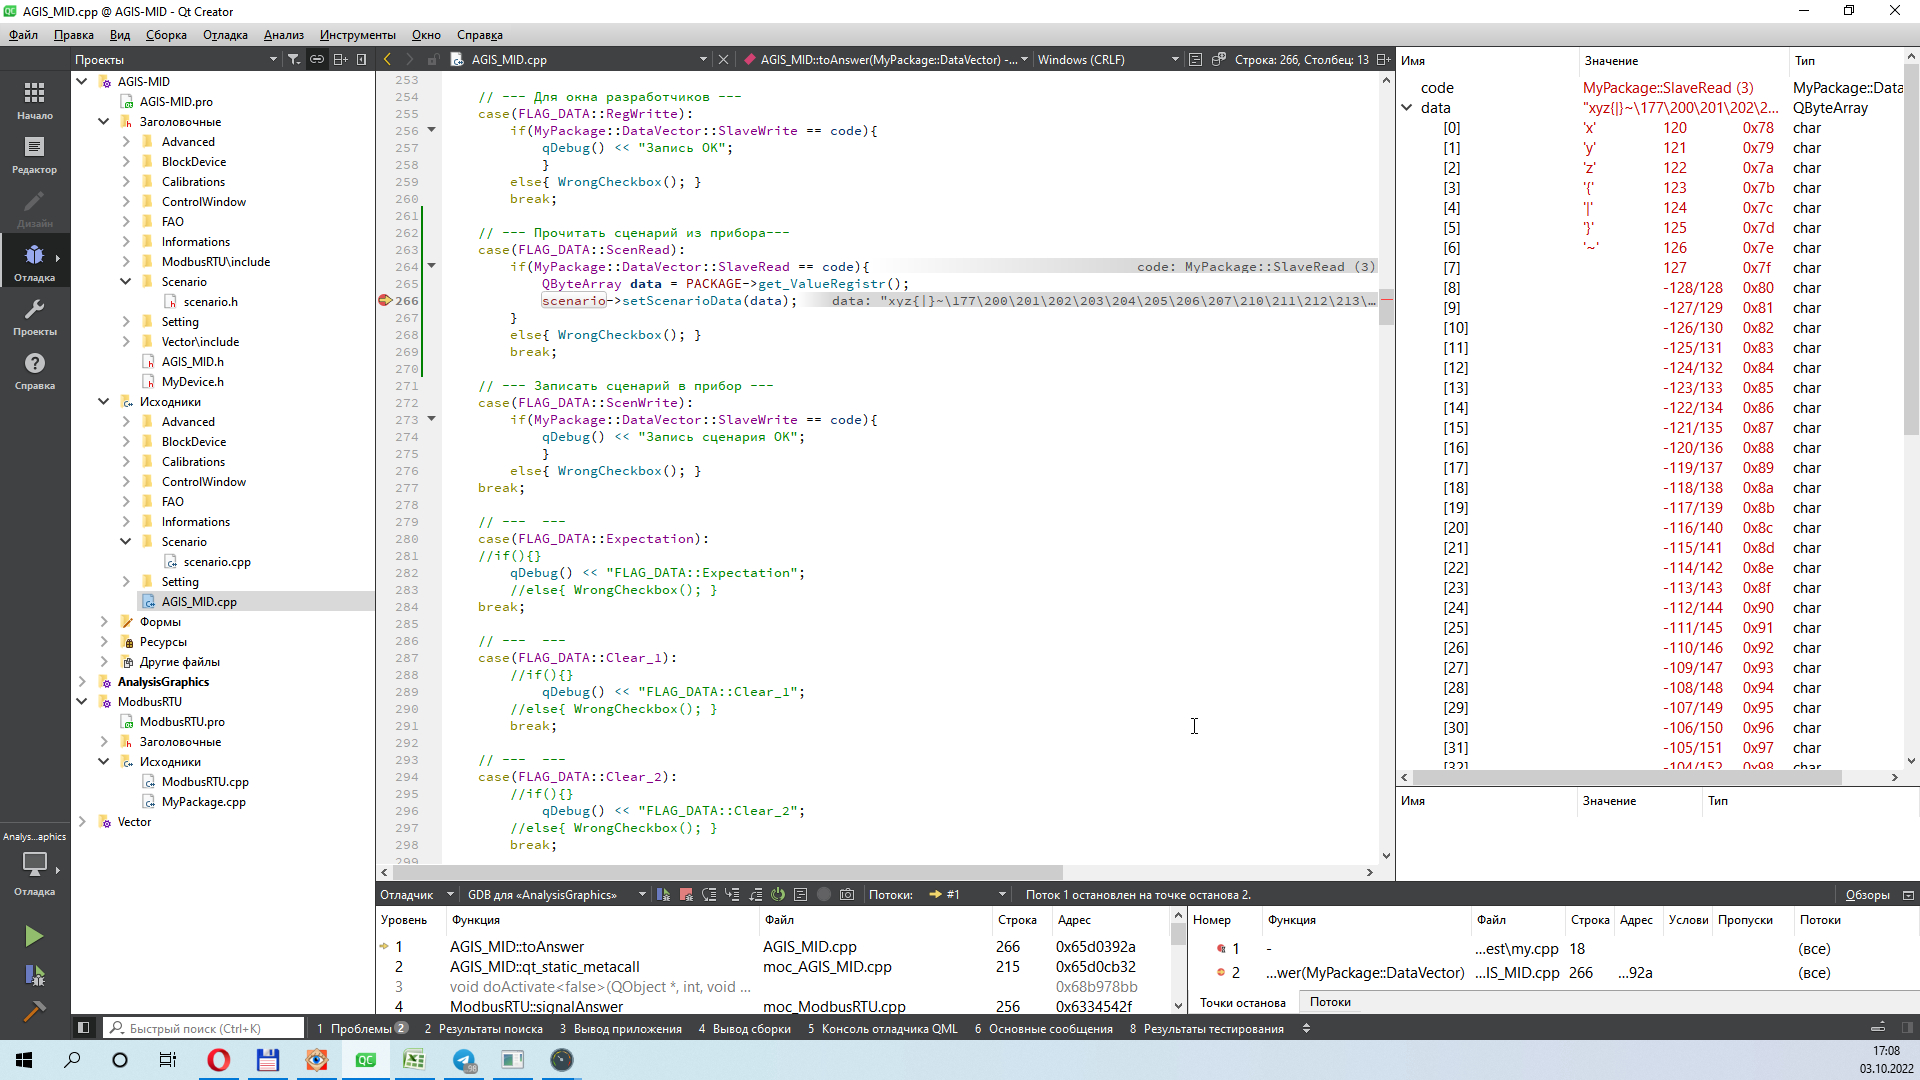 AGIS_MID.cpp @ AGIS-MID - Qt Creator
Файл Правка Вид Сборка Отладка Анализ Инструменты Окно Справка
Проекты
AGIS_MID.cpp
AGIS_MID::toAnswer(MyPackage::DataVector) -...
Windows (CRLF)
Строка: 266, Столбец: 13
Начало
Редактор
Дизайн
Отладка
Проекты
Справка
Analys...aphics
Отладка
AGIS-MID
AGIS-MID.pro
Заголовочные
Advanced
BlockDevice
Calibrations
ControlWindow
FAO
Informations
ModbusRTU\include
Scenario
scenario.h
Setting
Vector\include
AGIS_MID.h
MyDevice.h
Исходники
Advanced
BlockDevice
Calibrations
ControlWindow
FAO
Informations
Scenario
scenario.cpp
Setting
AGIS_MID.cpp
Формы
Ресурсы
Другие файлы
AnalysisGraphics
ModbusRTU
ModbusRTU.pro
Заголовочные
Исходники
ModbusRTU.cpp
MyPackage.cpp
Vector
253
254 // --- Для окна разработчиков ---
255 case(FLAG_DATA::RegWritte):
256 if(MyPackage::DataVector::SlaveWrite == code){
257 qDebug() << "Запись OK";
258 }
259 else{ WrongCheckbox(); }
260 break;
261
262 // --- Прочитать сценарий из прибора---
263 case(FLAG_DATA::ScenRead):
264 if(MyPackage::DataVector::SlaveRead == code){ code: MyPackage::SlaveRead (3)
265 QByteArray data = PACKAGE->get_ValueRegistr();
266 scenario->setScenarioData(data); data: "xyz{|}~\177\200\201\202\203\204\205\206\207\210\211\212\213\...
267 }
268 else{ WrongCheckbox(); }
269 break;
270
271 // --- Записать сценарий в прибор ---
272 case(FLAG_DATA::ScenWrite):
273 if(MyPackage::DataVector::SlaveWrite == code){
274 qDebug() << "Запись сценария OK";
275 }
276 else{ WrongCheckbox(); }
277 break;
278
279 // --- ---
280 case(FLAG_DATA::Expectation):
281 //if(){}
282 qDebug() << "FLAG_DATA::Expectation";
283 //else{ WrongCheckbox(); }
284 break;
285
286 // --- ---
287 case(FLAG_DATA::Clear_1):
288 //if(){}
289 qDebug() << "FLAG_DATA::Clear_1";
290 //else{ WrongCheckbox(); }
291 break;
292
293 // --- ---
294 case(FLAG_DATA::Clear_2):
295 //if(){}
296 qDebug() << "FLAG_DATA::Clear_2";
297 //else{ WrongCheckbox(); }
298 break;
299
Имя Значение Тип
code MyPackage::SlaveRead (3) MyPackage::Data
data "xyz{|}~\177\200\201\202\2... QByteArray
[0] 'x' 120 0x78 char
[1] 'y' 121 0x79 char
[2] 'z' 122 0x7a char
[3] '{' 123 0x7b char
[4] '|' 124 0x7c char
[5] '}' 125 0x7d char
[6] '~' 126 0x7e char
[7] 127 0x7f char
[8] -128/128 0x80 char
[9] -127/129 0x81 char
[10] -126/130 0x82 char
[11] -125/131 0x83 char
[12] -124/132 0x84 char
[13] -123/133 0x85 char
[14] -122/134 0x86 char
[15] -121/135 0x87 char
[16] -120/136 0x88 char
[17] -119/137 0x89 char
[18] -118/138 0x8a char
[19] -117/139 0x8b char
[20] -116/140 0x8c char
[21] -115/141 0x8d char
[22] -114/142 0x8e char
[23] -113/143 0x8f char
[24] -112/144 0x90 char
[25] -111/145 0x91 char
[26] -110/146 0x92 char
[27] -109/147 0x93 char
[28] -108/148 0x94 char
[29] -107/149 0x95 char
[30] -106/150 0x96 char
[31] -105/151 0x97 char
[32] -104/152 0x98 char
Имя Значение Тип
Отладчик GDB для «AnalysisGraphics» Потоки: #1 Поток 1 остановлен на точке останова 2. Обзоры
Уровень Функция Файл Строка Адрес
1 AGIS_MID::toAnswer AGIS_MID.cpp 266 0x65d0392a
2 AGIS_MID::qt_static_metacall moc_AGIS_MID.cpp 215 0x65d0cb32
3 void doActivate<false>(QObject *, int, void ... 0x68b978bb
4 ModbusRTU::signalAnswer moc_ModbusRTU.cpp 256 0x6334542f
Номер Функция Файл Строка Адрес Услови Пропуски Потоки
1 - ...est\my.cpp 18 (все)
2 ...wer(MyPackage::DataVector) ...IS_MID.cpp 266 ...92a (все)
Точки останова Потоки
Быстрый поиск (Ctrl+K) 1 Проблемы 2 2 Результаты поиска 3 Вывод приложения 4 Вывод сборки 5 Консоль отладчика QML 6 Основные сообщения 8 Результаты тестирования
98
17:08
03.10.2022